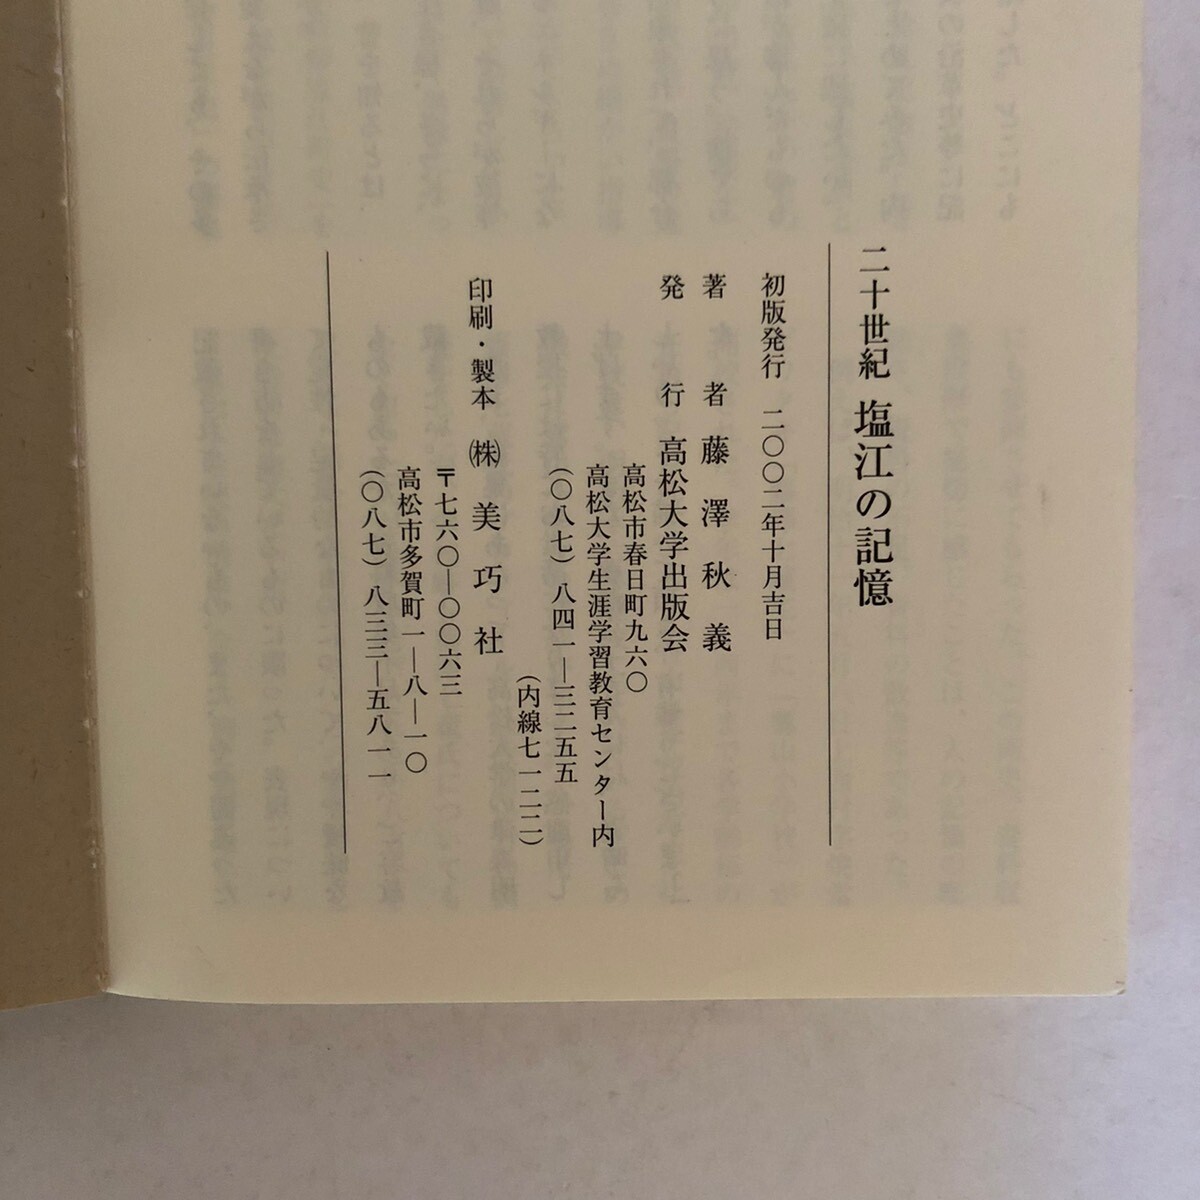 二十世紀 塩江の記憶
初版発行 二〇〇二年十月吉日
著者 藤澤秋義
発行 高松大学出版会
高松市春日町九六〇
高松大学生涯学習教育センター内
(〇八七)八四一―三二五五
(内線七一二二)
印刷・製本 ㈱美巧社
〒七六〇―〇〇六三
高松市多賀町一―八―一〇
(〇八七)八三三―五八一一